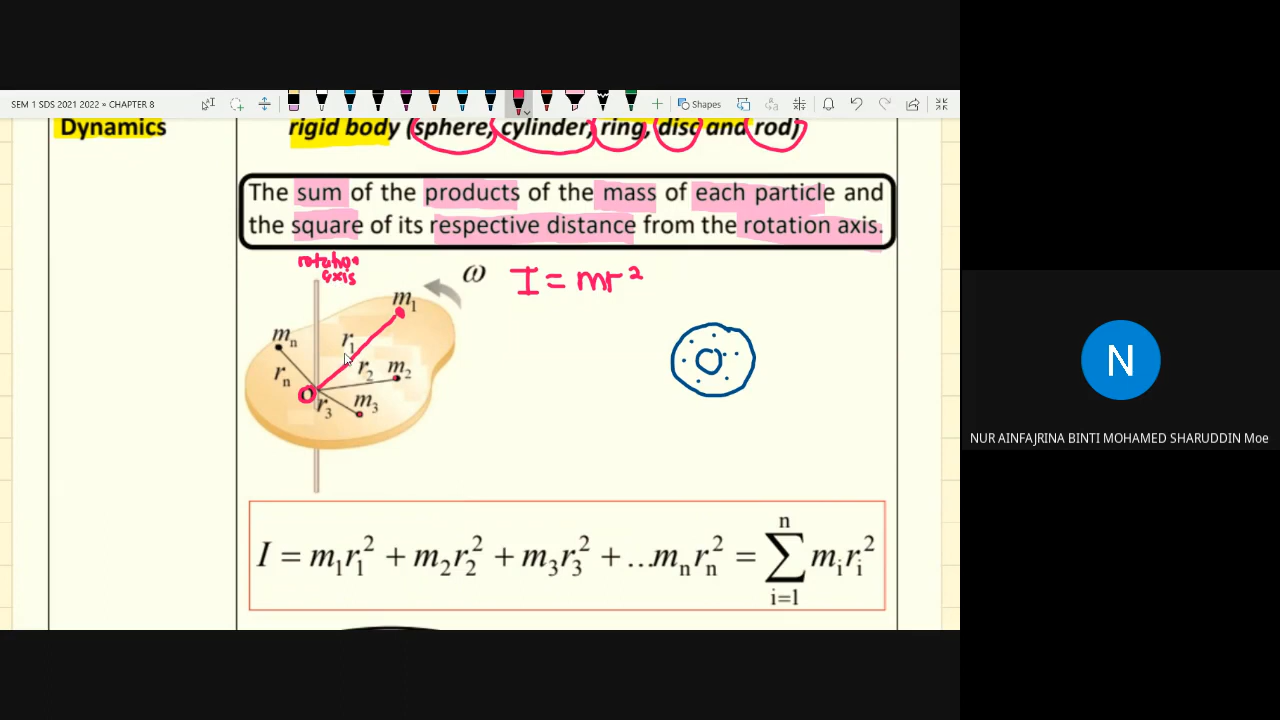 SEM 1 SDS 2021 2022 » CHAPTER 8
Shapes
Dynamics
rigid body (sphere, cylinder, ring, disc and rod)
The sum of the products of the mass of each particle and
the square of its respective distance from the rotation axis.
rotation
axis
ω
I = mr²
m₁
mₙ
r₁
r₂
m₂
rₙ
O
r₃
m₃
I = m₁r₁² + m₂r₂² + m₃r₃² + ...mₙrₙ² = ∑ᵢ₌₁ⁿ mᵢrᵢ²
N
NUR AINFAJRINA BINTI MOHAMED SHARUDDIN Moe